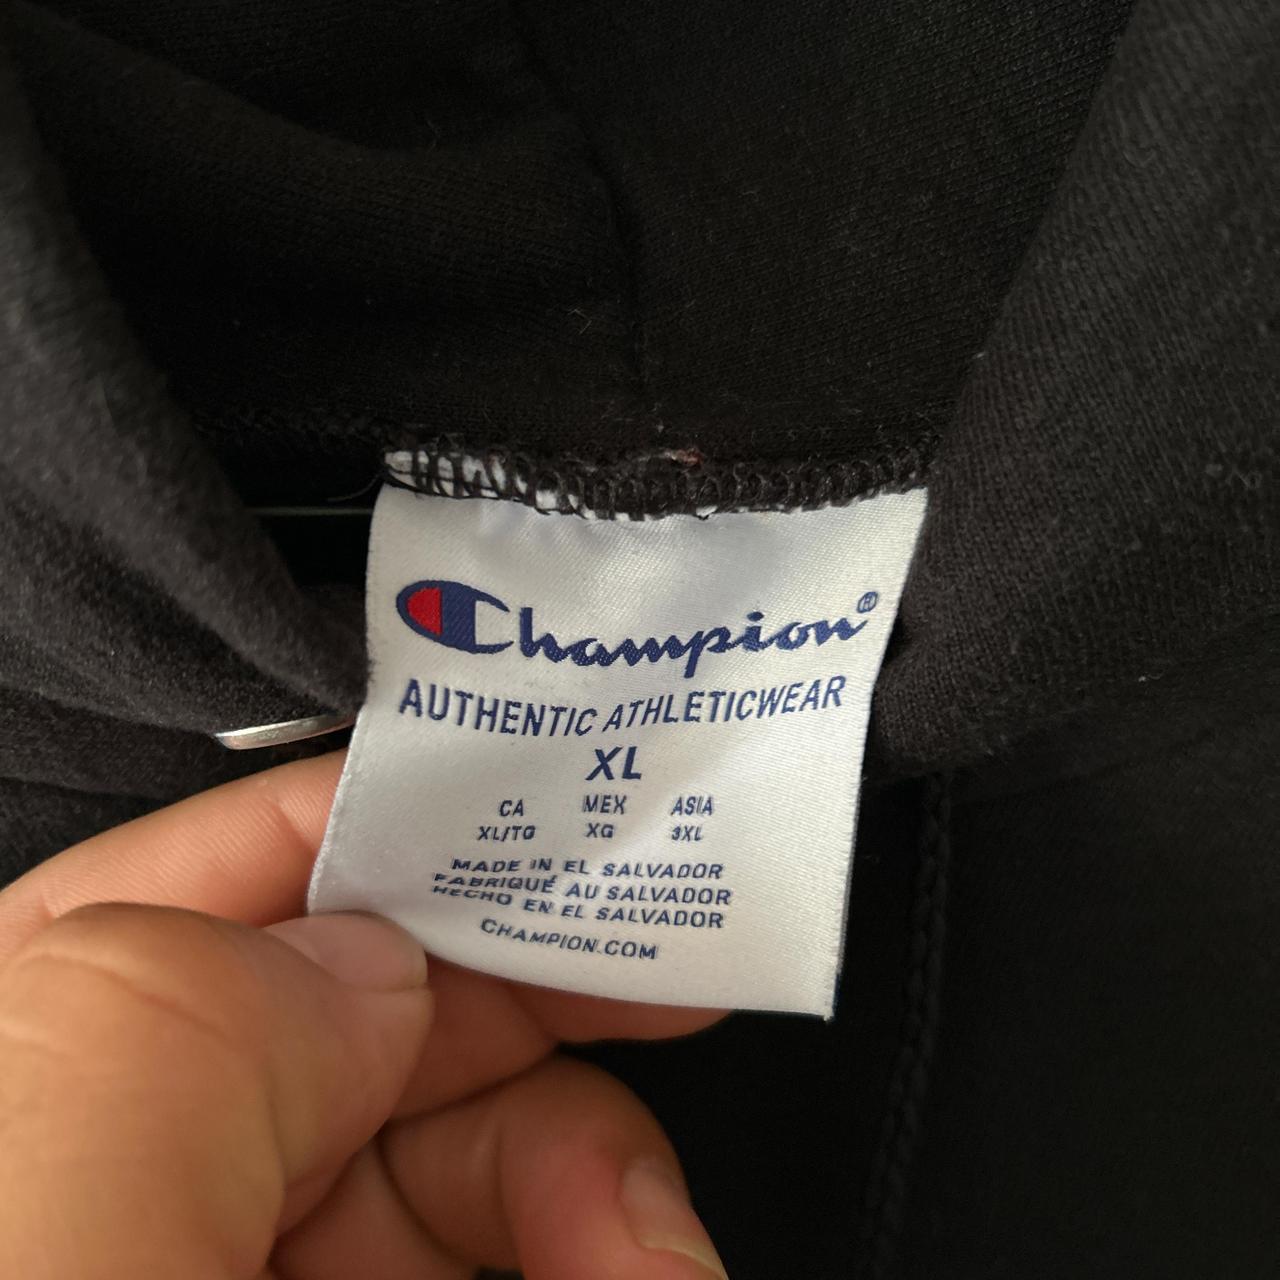 Champion®
AUTHENTIC ATHLETICWEAR
XL
CA MEX ASIA
XL/TG XG 3XL
MADE IN EL SALVADOR
FABRIQUÉ AU SALVADOR
HECHO EN EL SALVADOR
CHAMPION.COM